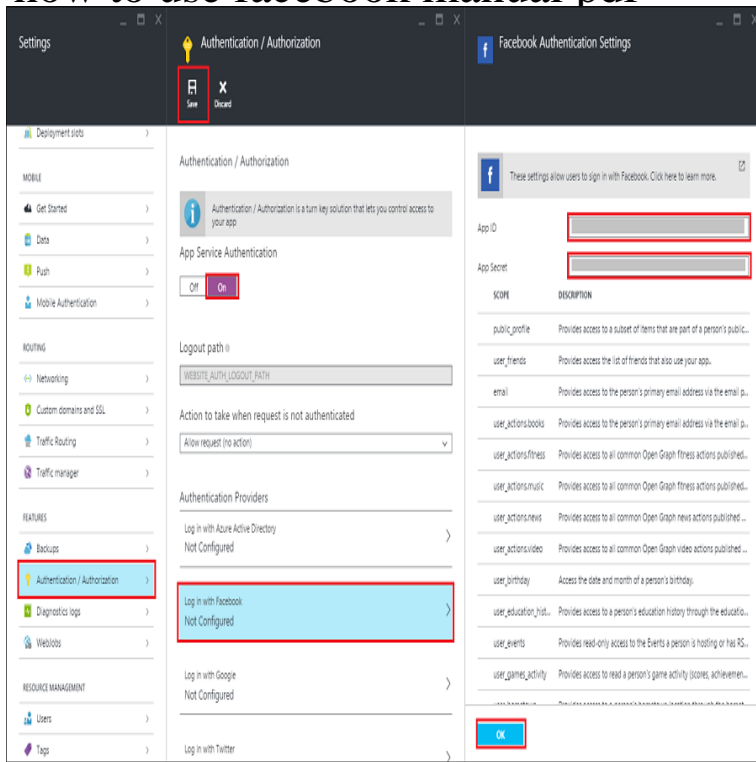 how to use facebook manual pdf
Settings
Deployment slots
MOBILE
Get Started
Data
Push
Mobile Authentication
ROUTING
Networking
Custom domains and SSL
Traffic Routing
Traffic manager
FEATURES
Backups
Authentication / Authorization
Diagnostics logs
WebJobs
RESOURCE MANAGEMENT
Users
Tags
Authentication / Authorization
Save
Discard
Authentication / Authorization
Authentication / Authorization is a turn key solution that lets you control access to
your app
App Service Authentication
Off On
Logout path
WEBSITE_AUTH_LOGOUT_PATH
Action to take when request is not authenticated
Allow request (no action)
Authentication Providers
Log in with Azure Active Directory
Not Configured
Log in with Facebook
Not Configured
Log in with Google
Not Configured
Log in with Twitter
Facebook Authentication Settings
These settings allow users to sign in with Facebook. Click here to learn more.
App ID
App Secret
SCOPE DESCRIPTION
public_profile Provides access to a subset of items that are part of a person's public...
user_friends Provides access the list of friends that also use your app..
email Provides access to the person's primary email address via the email p...
user_actions.books Provides access to the person's primary email address via the email p...
user_actions.fitness Provides access to all common Open Graph fitness actions published...
user_actions.music Provides access to all common Open Graph fitness actions published...
user_actions.news Provides access to all common Open Graph news actions published ...
user_actions.video Provides access to all common Open Graph video actions published ...
user_birthday Access the date and month of a person's birthday.
user_education_hist... Provides access to a person's education history through the educatio...
user_events Provides read-only access to the Events a person is hosting or has RS...
user_games_activity Provides access to read a person's game activity (scores, achievemen...
OK